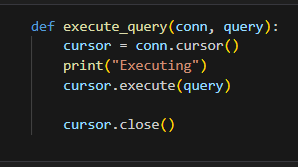 def execute_query(conn, query):
    cursor = conn.cursor()
    print("Executing")
    cursor.execute(query)

    cursor.close()